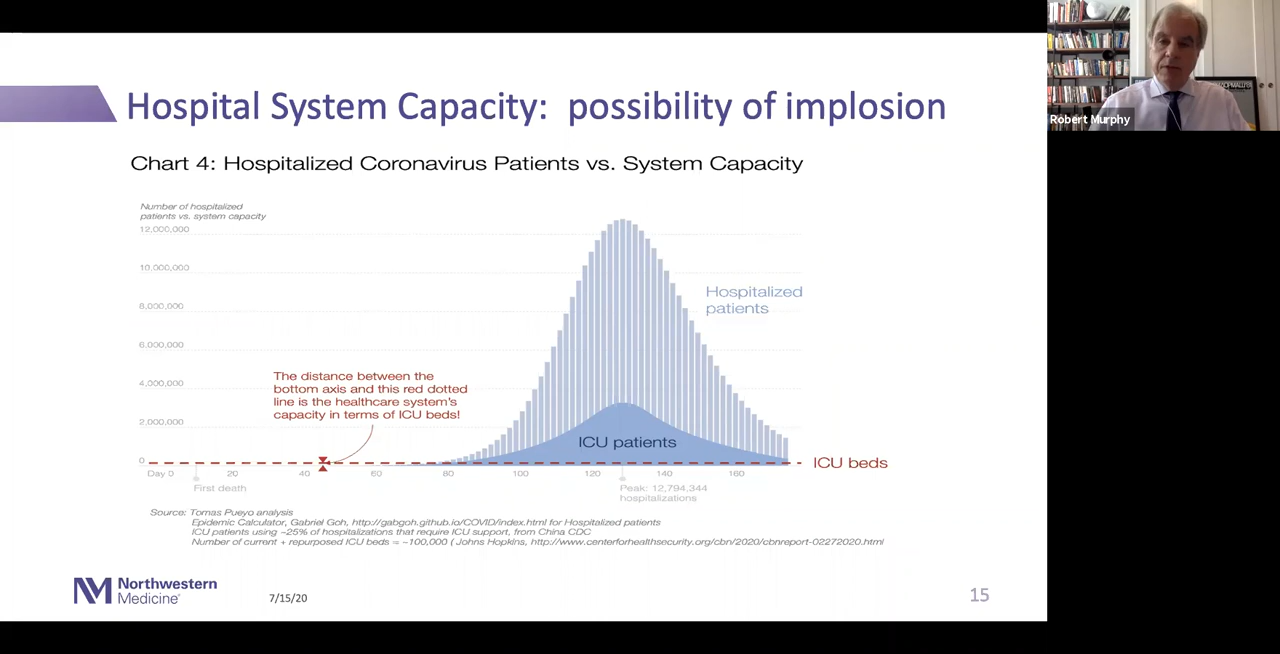 Hospital System Capacity: possibility of implosion
Robert Murphy
Chart 4: Hospitalized Coronavirus Patients vs. System Capacity
Number of hospitalized
patients vs. system capacity
12,000,000
10,000,000
8,000,000
6,000,000
4,000,000
2,000,000
0
Hospitalized
patients
The distance between the
bottom axis and this red dotted
line is the healthcare system's
capacity in terms of ICU beds!
ICU patients
ICU beds
Day 0 20 40 60 80 100 120 140 160
First death
Peak: 12,794,344
hospitalizations
Source: Tomas Pueyo analysis
Epidemic Calculator, Gabriel Goh, http://gabgoh.github.io/COVID/index.html for Hospitalized patients
ICU patients using ~25% of hospitalizations that require ICU support, from China CDC
Number of current + repurposed ICU beds = ~100,000 ( Johns Hopkins, http://www.centerforhealthsecurity.org/cbn/2020/cbnreport-02272020.html
NM Northwestern
Medicine®
7/15/20
15